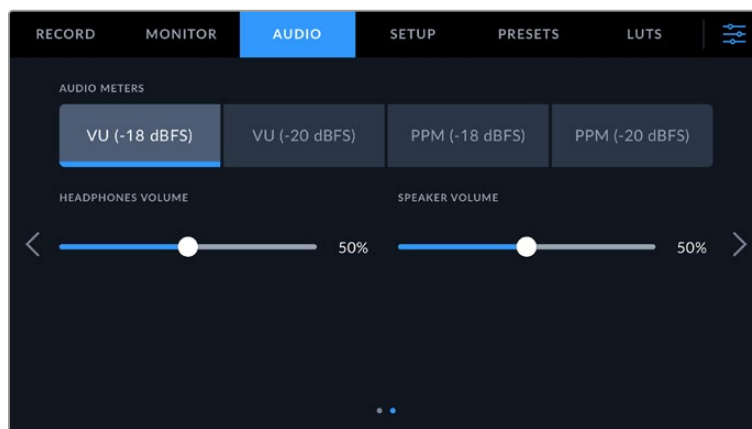 RECORD MONITOR AUDIO SETUP PRESETS LUTS
AUDIO METERS
VU (-18 dBFS) VU (-20 dBFS) PPM (-18 dBFS) PPM (-20 dBFS)
HEADPHONES VOLUME SPEAKER VOLUME
50% 50%